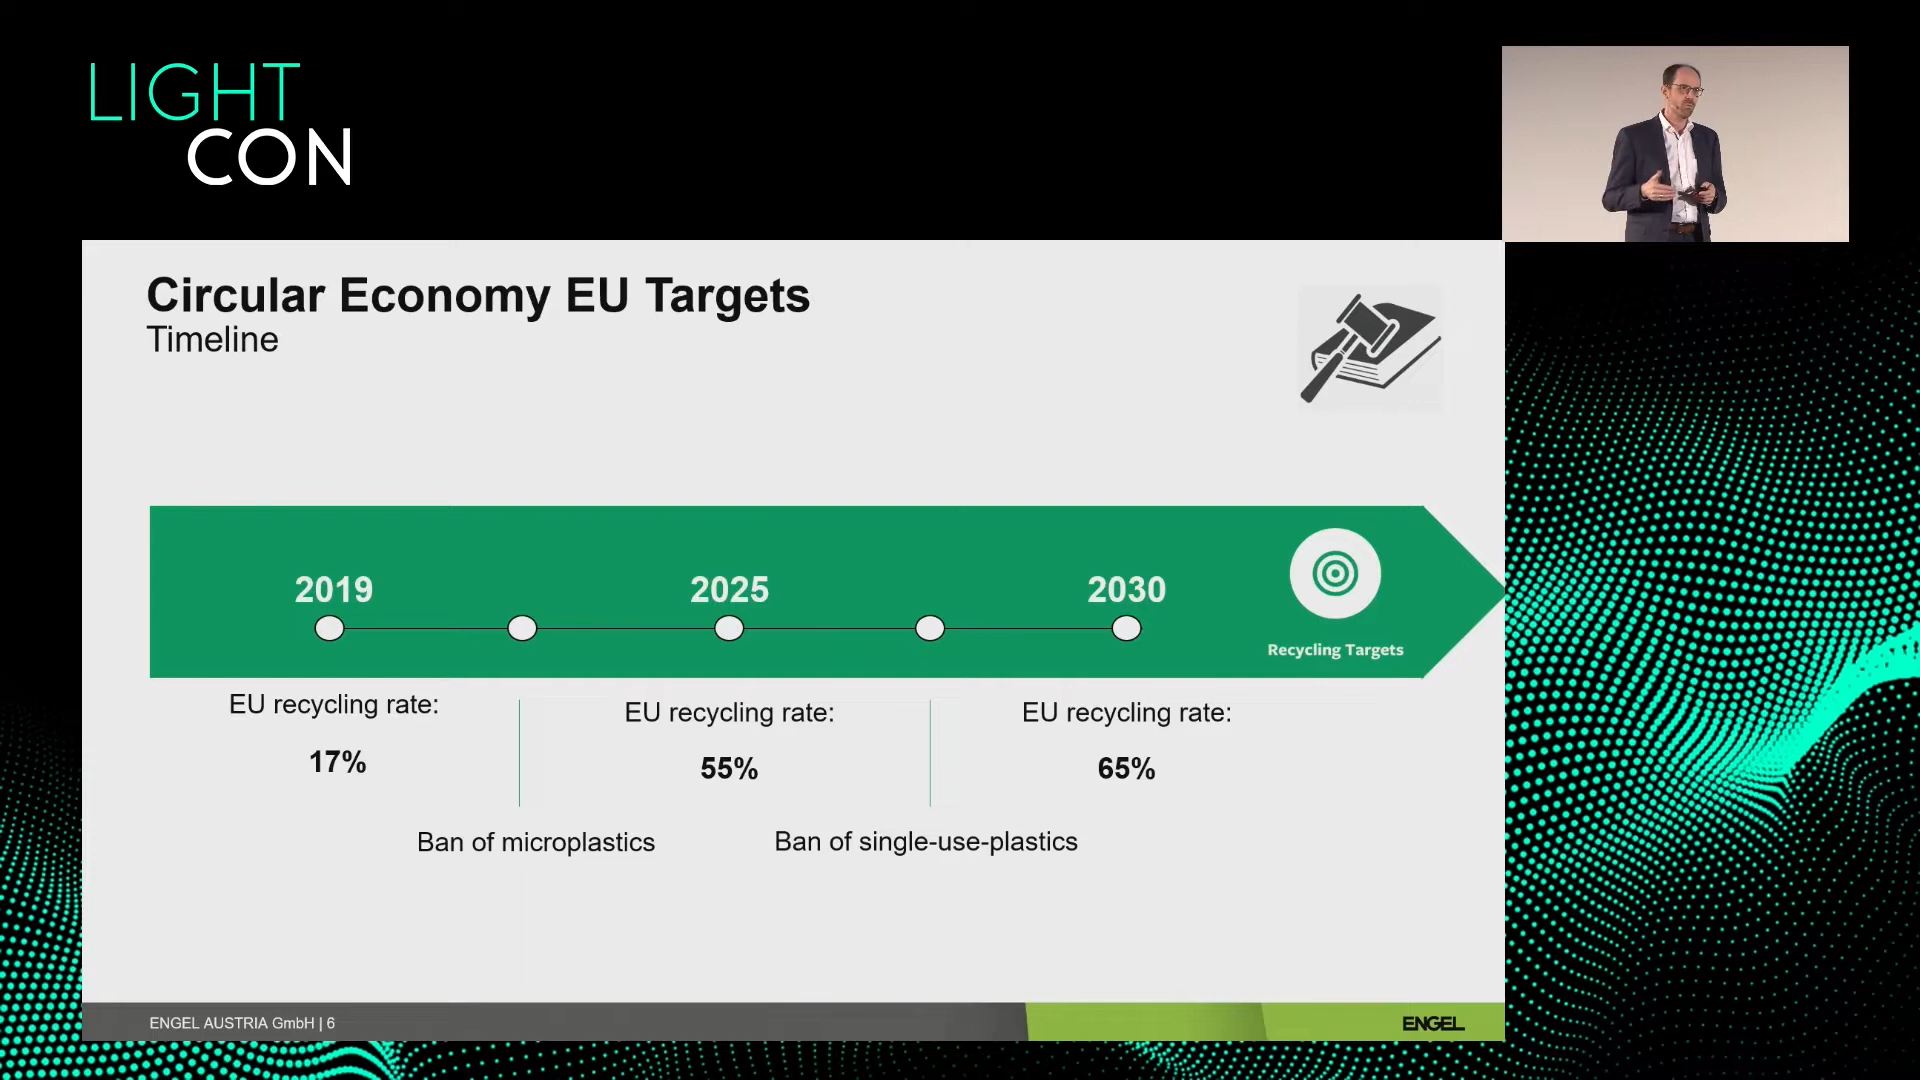 LIGHT
CON
Circular Economy EU Targets
Timeline
2019
2025
2030
Recycling Targets
EU recycling rate:
17%
EU recycling rate:
55%
EU recycling rate:
65%
Ban of microplastics
Ban of single-use-plastics
ENGEL AUSTRIA GmbH | 6
ENGEL